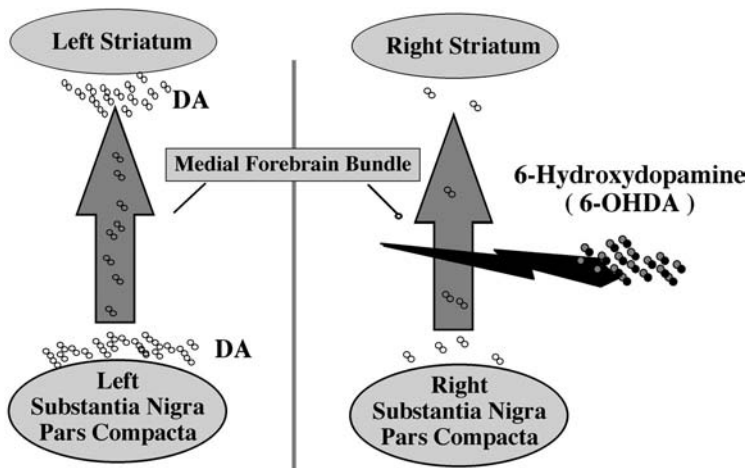 Left Striatum
DA
Right Striatum
Medial Forebrain Bundle
6-Hydroxydopamine
( 6-OHDA )
DA
Left
Substantia Nigra
Pars Compacta
Right
Substantia Nigra
Pars Compacta